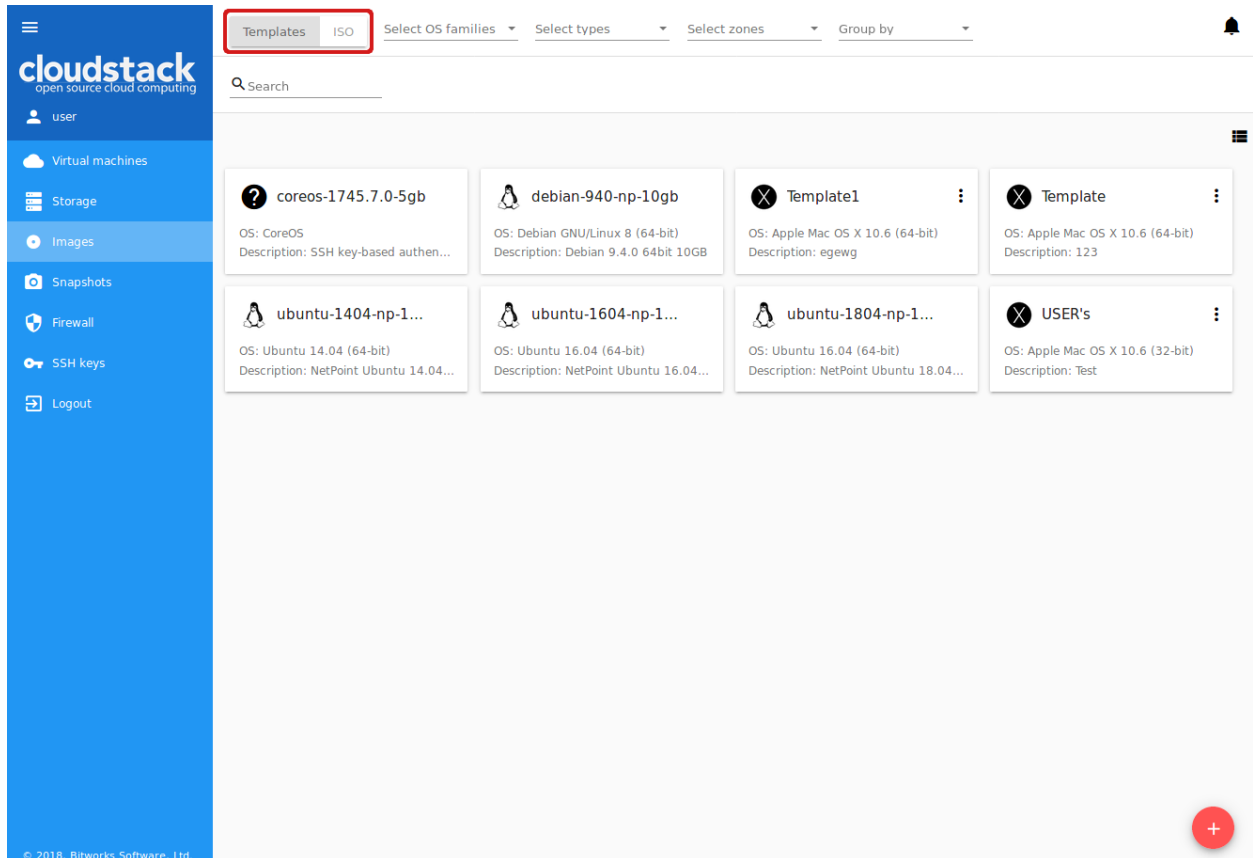 Templates ISO Select OS families Select types Select zones Group by
cloudstack
open source cloud computing
Search
user
Virtual machines
Storage
Images
Snapshots
Firewall
SSH keys
Logout
coreos-1745.7.0-5gb
OS: CoreOS
Description: SSH key-based authen...
debian-940-np-10gb
OS: Debian GNU/Linux 8 (64-bit)
Description: Debian 9.4.0 64bit 10GB
Template1
OS: Apple Mac OS X 10.6 (64-bit)
Description: egewg
Template
OS: Apple Mac OS X 10.6 (64-bit)
Description: 123
ubuntu-1404-np-1...
OS: Ubuntu 14.04 (64-bit)
Description: NetPoint Ubuntu 14.04...
ubuntu-1604-np-1...
OS: Ubuntu 16.04 (64-bit)
Description: NetPoint Ubuntu 16.04...
ubuntu-1804-np-1...
OS: Ubuntu 16.04 (64-bit)
Description: NetPoint Ubuntu 18.04...
USER's
OS: Apple Mac OS X 10.6 (32-bit)
Description: Test
© 2018, Bitworks Software, Ltd.